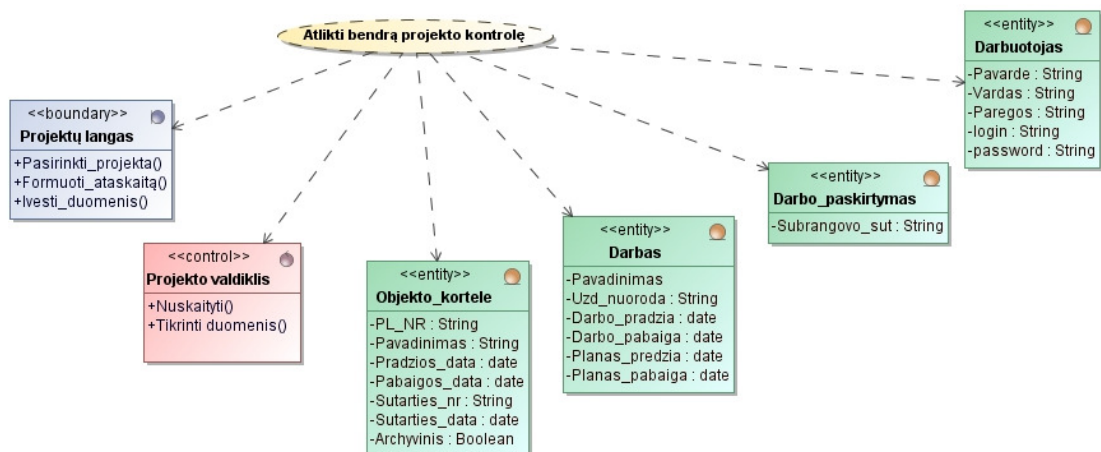 Atlikti bendrą projekto kontrolę
<<boundary>>
Projektų langas
+Pasirinkti_projekta()
+Formuoti_ataskaitą()
+Ivesti_duomenis()
<<control>>
Projekto valdiklis
+Nuskaityti()
+Tikrinti duomenis()
<<entity>>
Objekto_kortele
-PL_NR : String
-Pavadinimas : String
-Pradzios_data : date
-Pabaigos_data : date
-Sutarties_nr : String
-Sutarties_data : date
-Archyvinis : Boolean
<<entity>>
Darbas
-Pavadinimas
-Uzd_nuoroda : String
-Darbo_pradzia : date
-Darbo_pabaiga : date
-Planas_predzia : date
-Planas_pabaiga : date
<<entity>>
Darbo_paskirtymas
-Subrangovo_sut : String
<<entity>>
Darbuotojas
-Pavarde : String
-Vardas : String
-Paregos : String
-login : String
-password : String